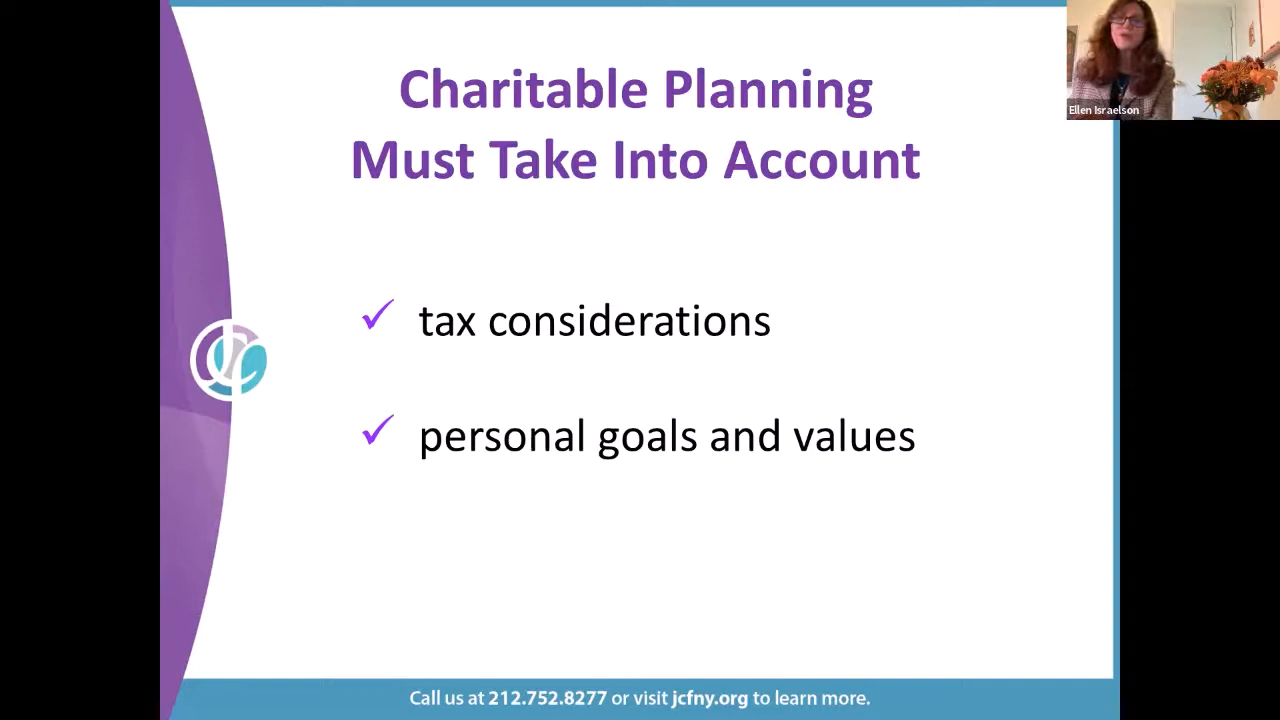 Charitable Planning
Must Take Into Account
✓ tax considerations
✓ personal goals and values
Call us at 212.752.8277 or visit jcfny.org to learn more.
Ellen Israelson